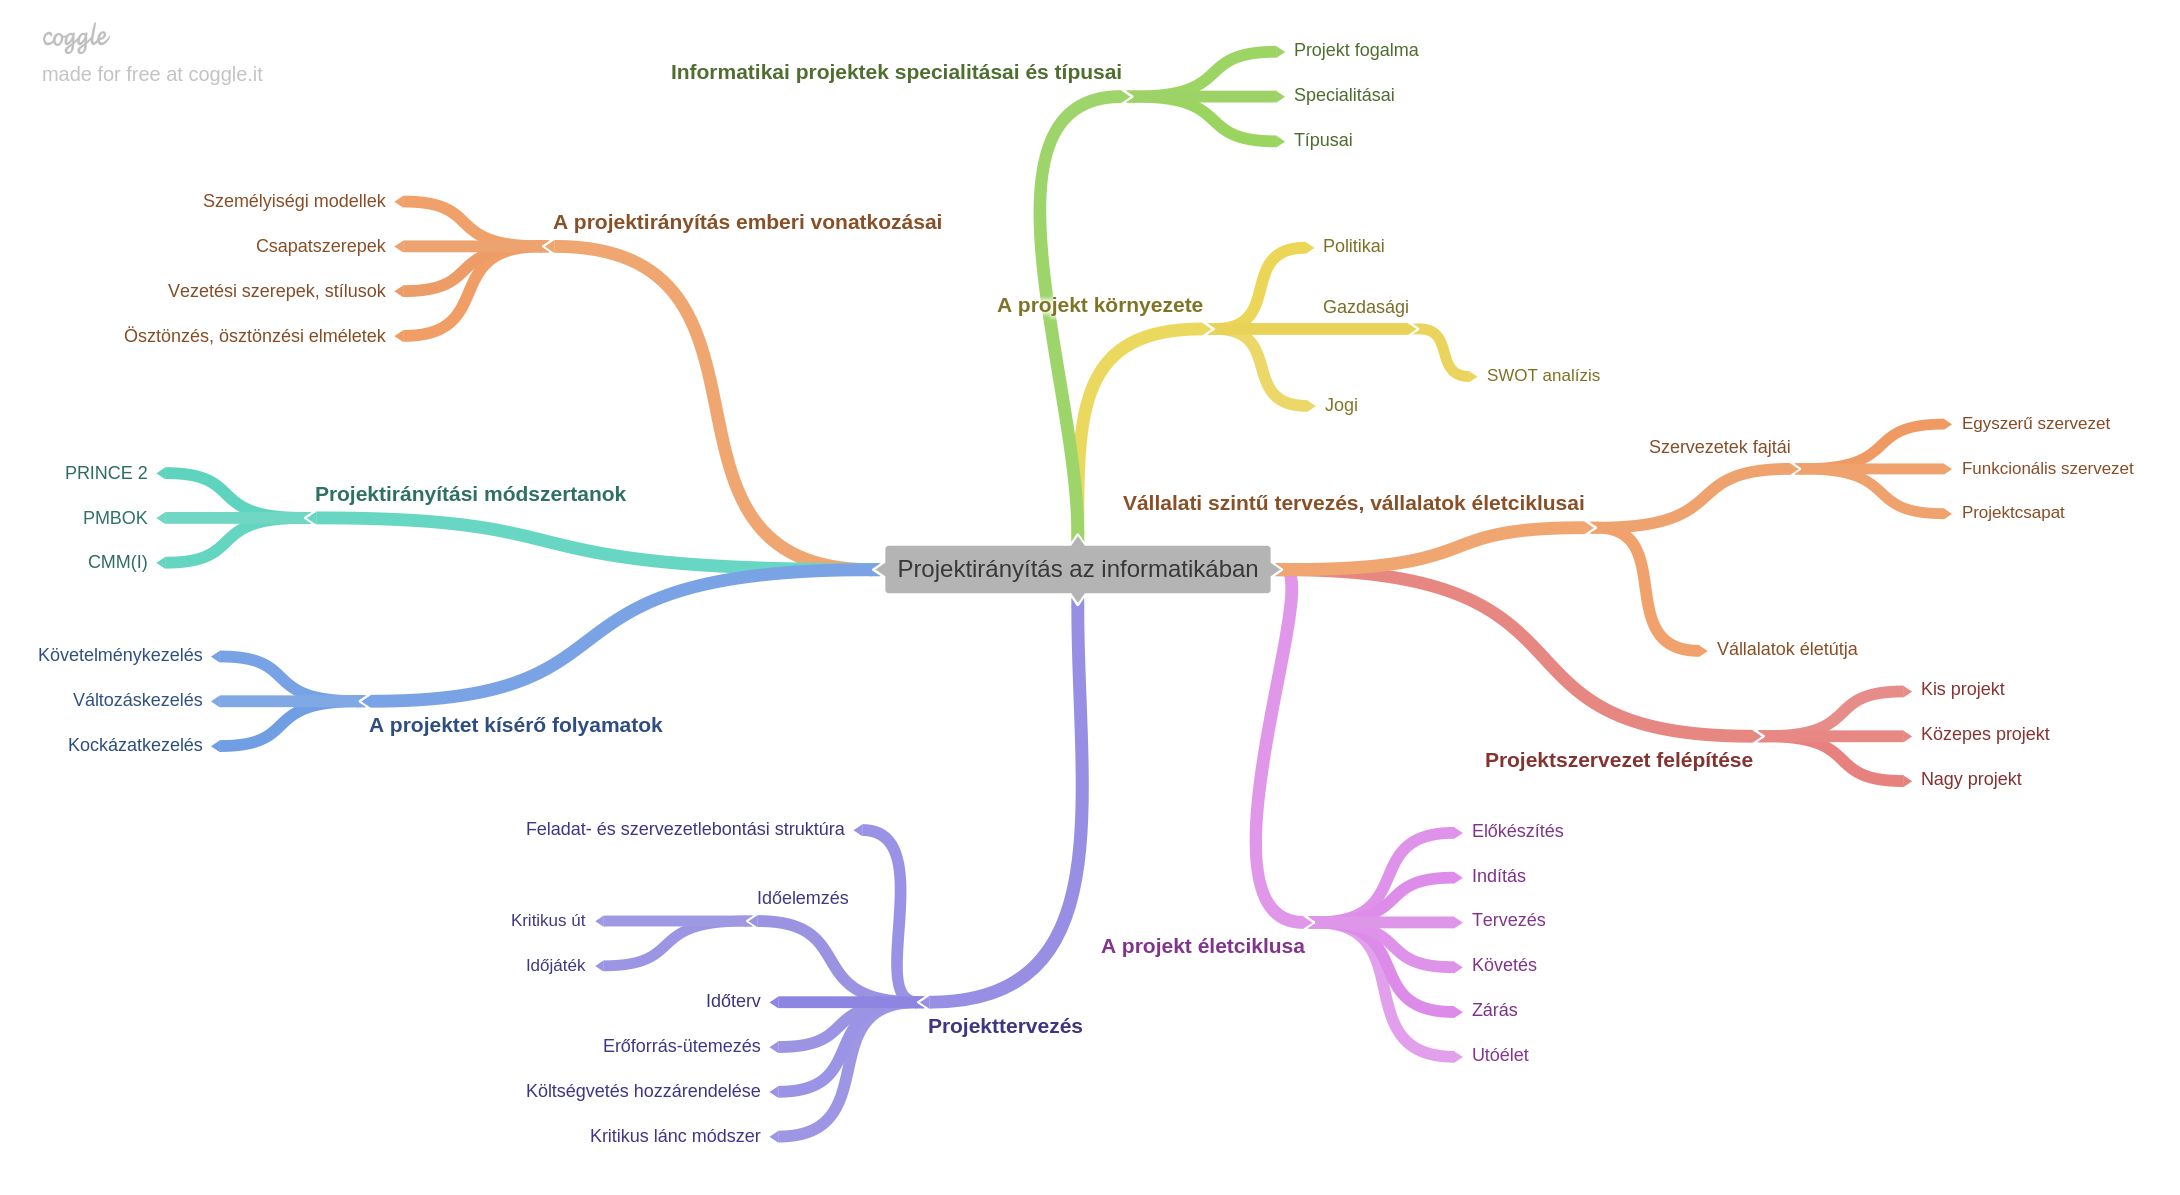 coggle
made for free at coggle.it
Projektirányítás az informatikában
Informatikai projektek specialitásai és típusai
Projekt fogalma
Specialitásai
Típusai
A projekt környezete
Politikai
Gazdasági
SWOT analízis
Jogi
Vállalati szintű tervezés, vállalatok életciklusai
Szervezetek fajtái
Egyszerű szervezet
Funkcionális szervezet
Projektcsapat
Vállalatok életútja
Projektszervezet felépítése
Kis projekt
Közepes projekt
Nagy projekt
A projekt életciklusa
Előkészítés
Indítás
Tervezés
Követés
Zárás
Utóélet
Projekttervezés
Feladat- és szervezetlebontási struktúra
Időelemzés
Kritikus út
Időjáték
Időterv
Erőforrás-ütemezés
Költségvetés hozzárendelése
Kritikus lánc módszer
A projektet kísérő folyamatok
Követelménykezelés
Változáskezelés
Kockázatkezelés
Projektirányítási módszertanok
PRINCE 2
PMBOK
CMM(I)
A projektirányítás emberi vonatkozásai
Személyiségi modellek
Csapatszerepek
Vezetési szerepek, stílusok
Ösztönzés, ösztönzési elméletek